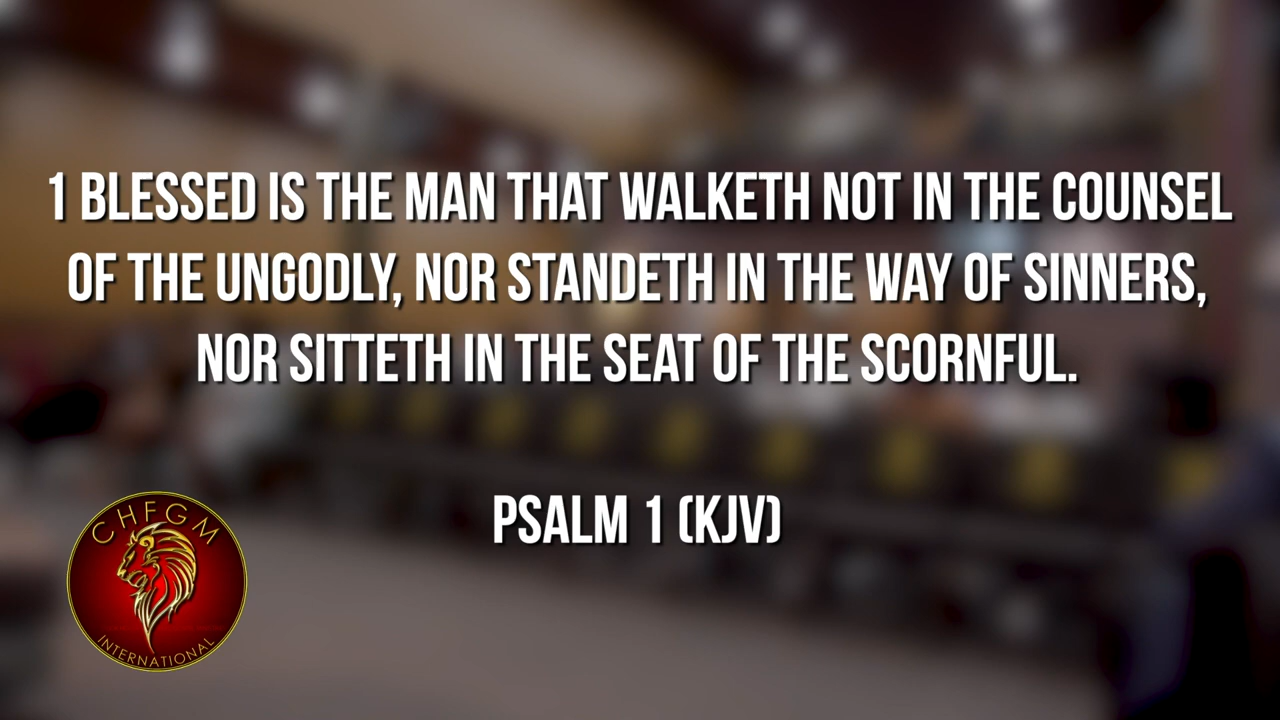 1 BLESSED IS THE MAN THAT WALKETH NOT IN THE COUNSEL
OF THE UNGODLY, NOR STANDETH IN THE WAY OF SINNERS,
NOR SITTETH IN THE SEAT OF THE SCORNFUL.
PSALM 1 (KJV)
CHFGM
INTERNATIONAL